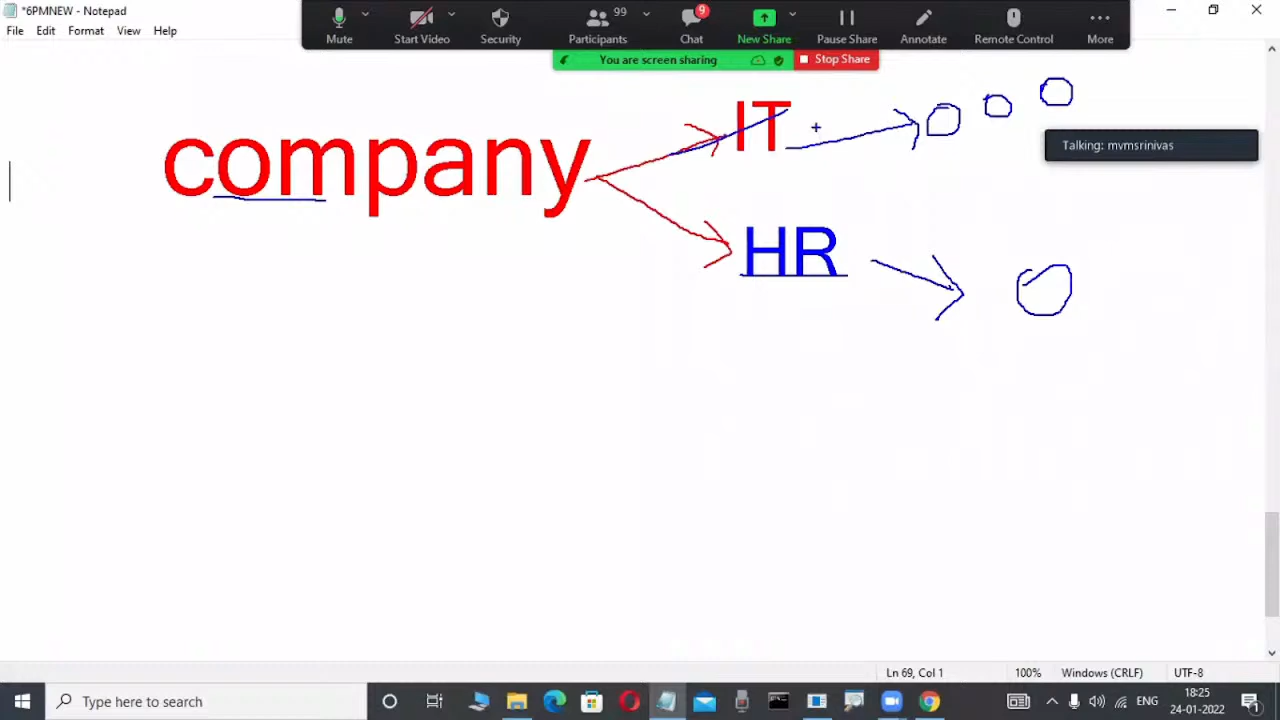 *6PMNEW - Notepad
File Edit Format View Help
Mute Start Video Security Participants 99 Chat 9 New Share Pause Share Annotate Remote Control More
You are screen sharing Stop Share
Talking: mvmsrinivas
IT
company
HR
Ln 69, Col 1 100% Windows (CRLF) UTF-8
Type here to search
ENG
18:25
24-01-2022
1